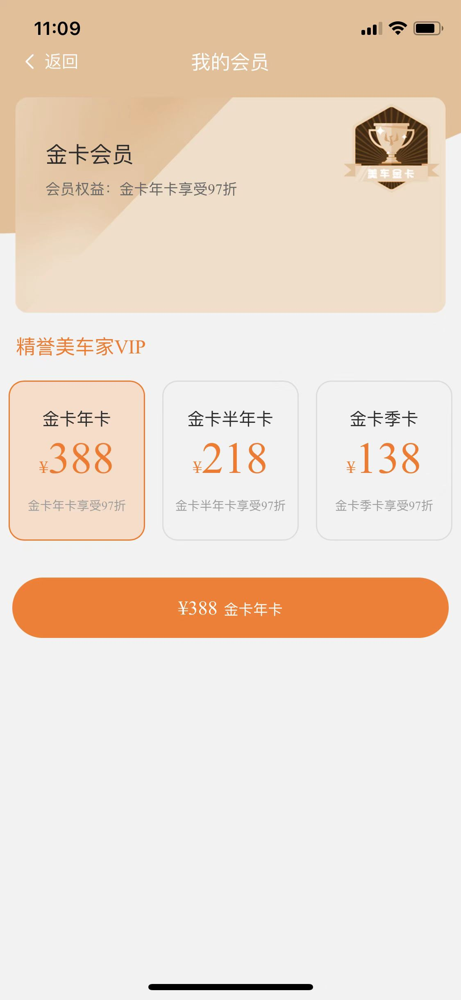 11:09
返回
我的会员
金卡会员
会员权益：金卡年卡享受97折
美车金卡
精誉美车家VIP
金卡年卡
¥388
金卡年卡享受97折
金卡半年卡
¥218
金卡半年卡享受97折
金卡季卡
¥138
金卡季卡享受97折
¥388 金卡年卡